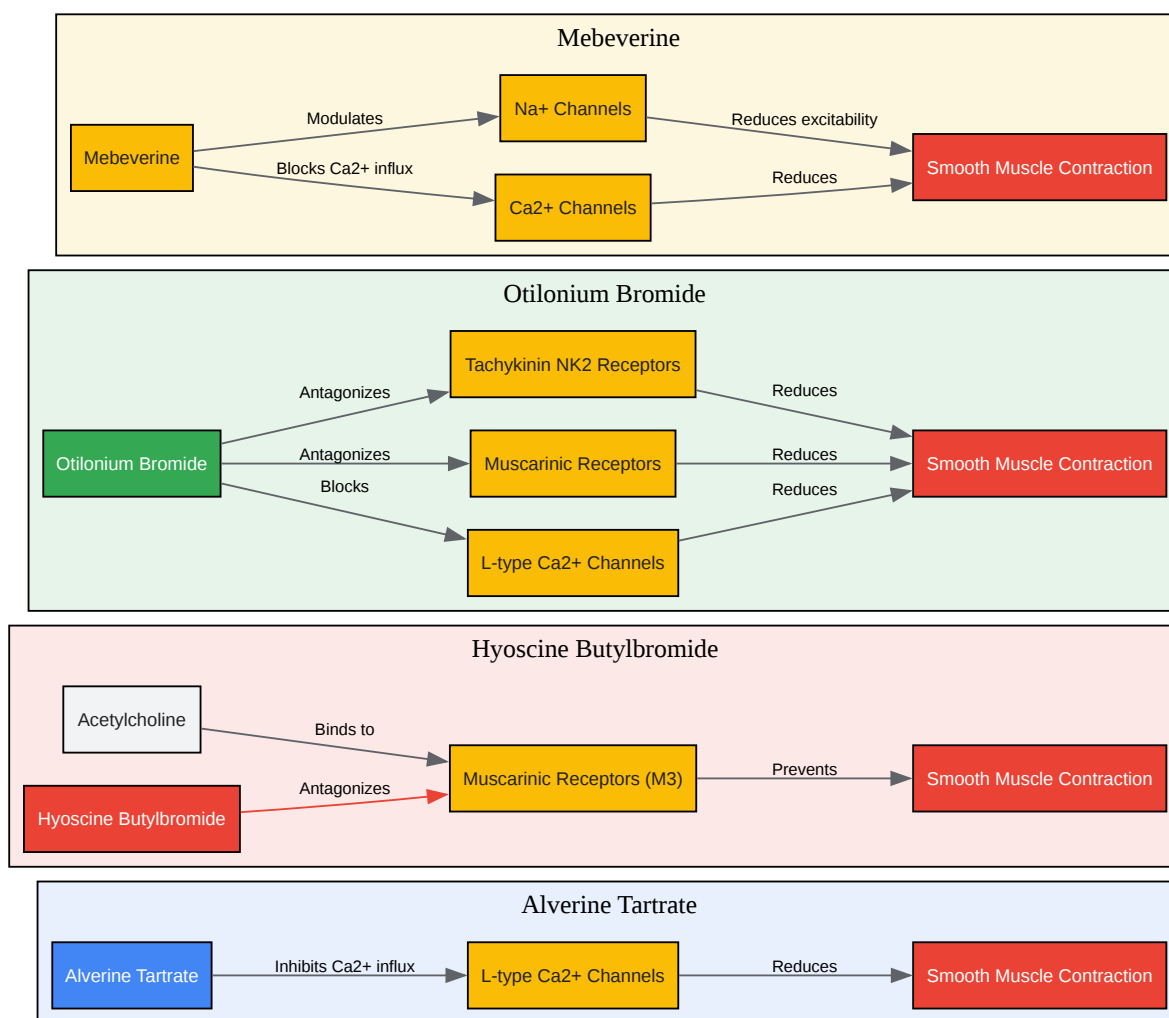 Mebeverine
Na+ Channels
Modulates
Reduces excitability
Mebeverine
Smooth Muscle Contraction
Blocks Ca2+ influx
Reduces
Ca2+ Channels
Otilonium Bromide
Tachykinin NK2 Receptors
Antagonizes
Reduces
Otilonium Bromide
Antagonizes
Muscarinic Receptors
Reduces
Smooth Muscle Contraction
Blocks
Reduces
L-type Ca2+ Channels
Hyoscine Butylbromide
Acetylcholine
Binds to
Muscarinic Receptors (M3)
Prevents
Smooth Muscle Contraction
Antagonizes
Hyoscine Butylbromide
Alverine Tartrate
Alverine Tartrate
Inhibits Ca2+ influx
L-type Ca2+ Channels
Reduces
Smooth Muscle Contraction